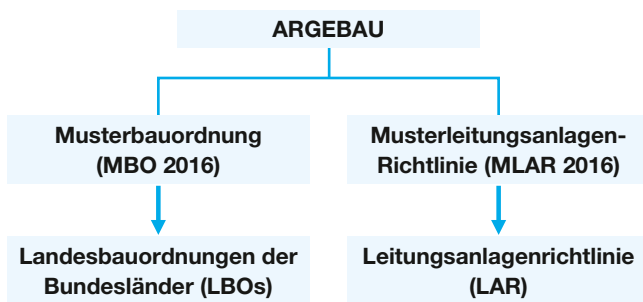 ARGEBAU
Musterbauordnung
(MBO 2016)
Musterleitungsanlagen-
Richtlinie (MLAR 2016)
Landesbauordnungen der
Bundesländer (LBOs)
Leitungsanlagenrichtlinie
(LAR)